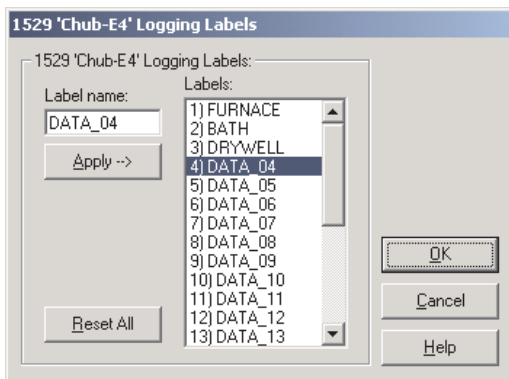 1529 'Chub-E4' Logging Labels
1529 'Chub-E4' Logging Labels:
Label name:
DATA_04
Apply -->
Reset All
Labels:
1) FURNACE
2) BATH
3) DRYWELL
4) DATA_04
5) DATA_05
6) DATA_06
7) DATA_07
8) DATA_08
9) DATA_09
10) DATA_10
11) DATA_11
12) DATA_12
13) DATA_13
OK
Cancel
Help